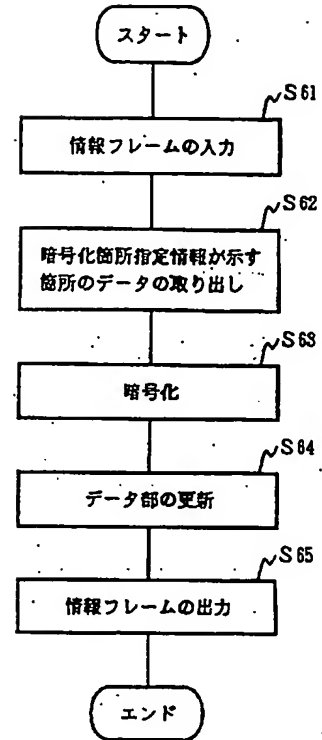 スタート
S61
情報フレームの入力
S62
暗号化箇所指定情報が示す
箇所のデータの取り出し
S63
暗号化
S64
データ部の更新
S65
情報フレームの出力
エンド